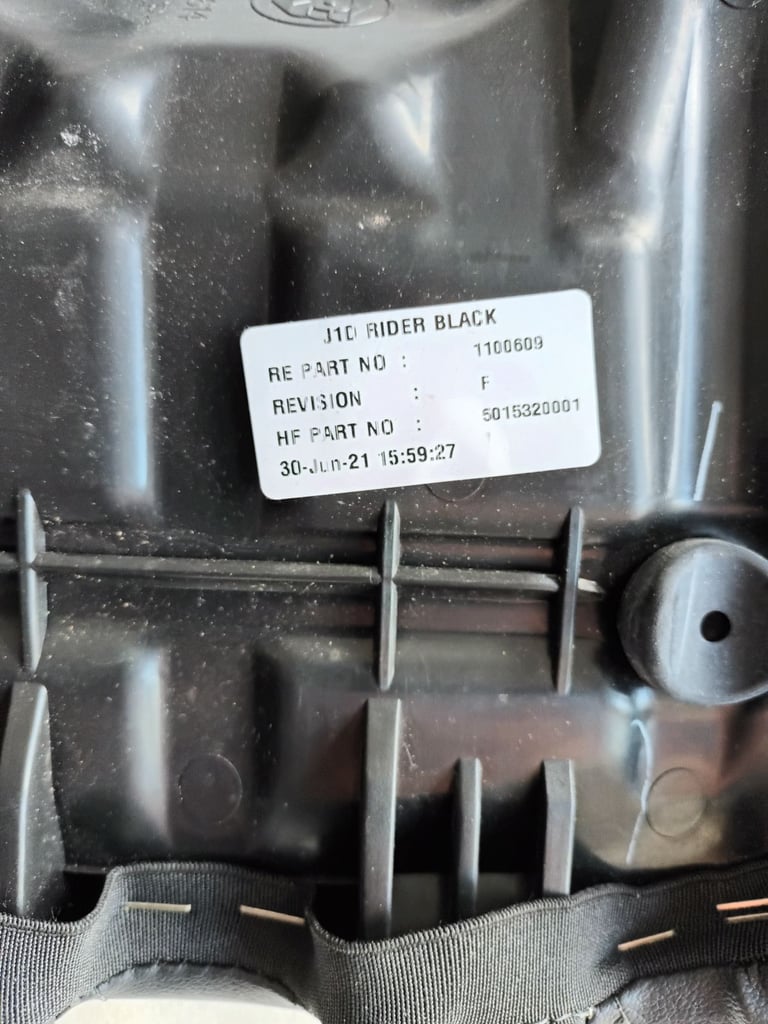 J1D RIDER BLACK
RE PART NO : 1100609
REVISION : F
HF PART NO : 5015320001
30-Jun-21 15:59:27